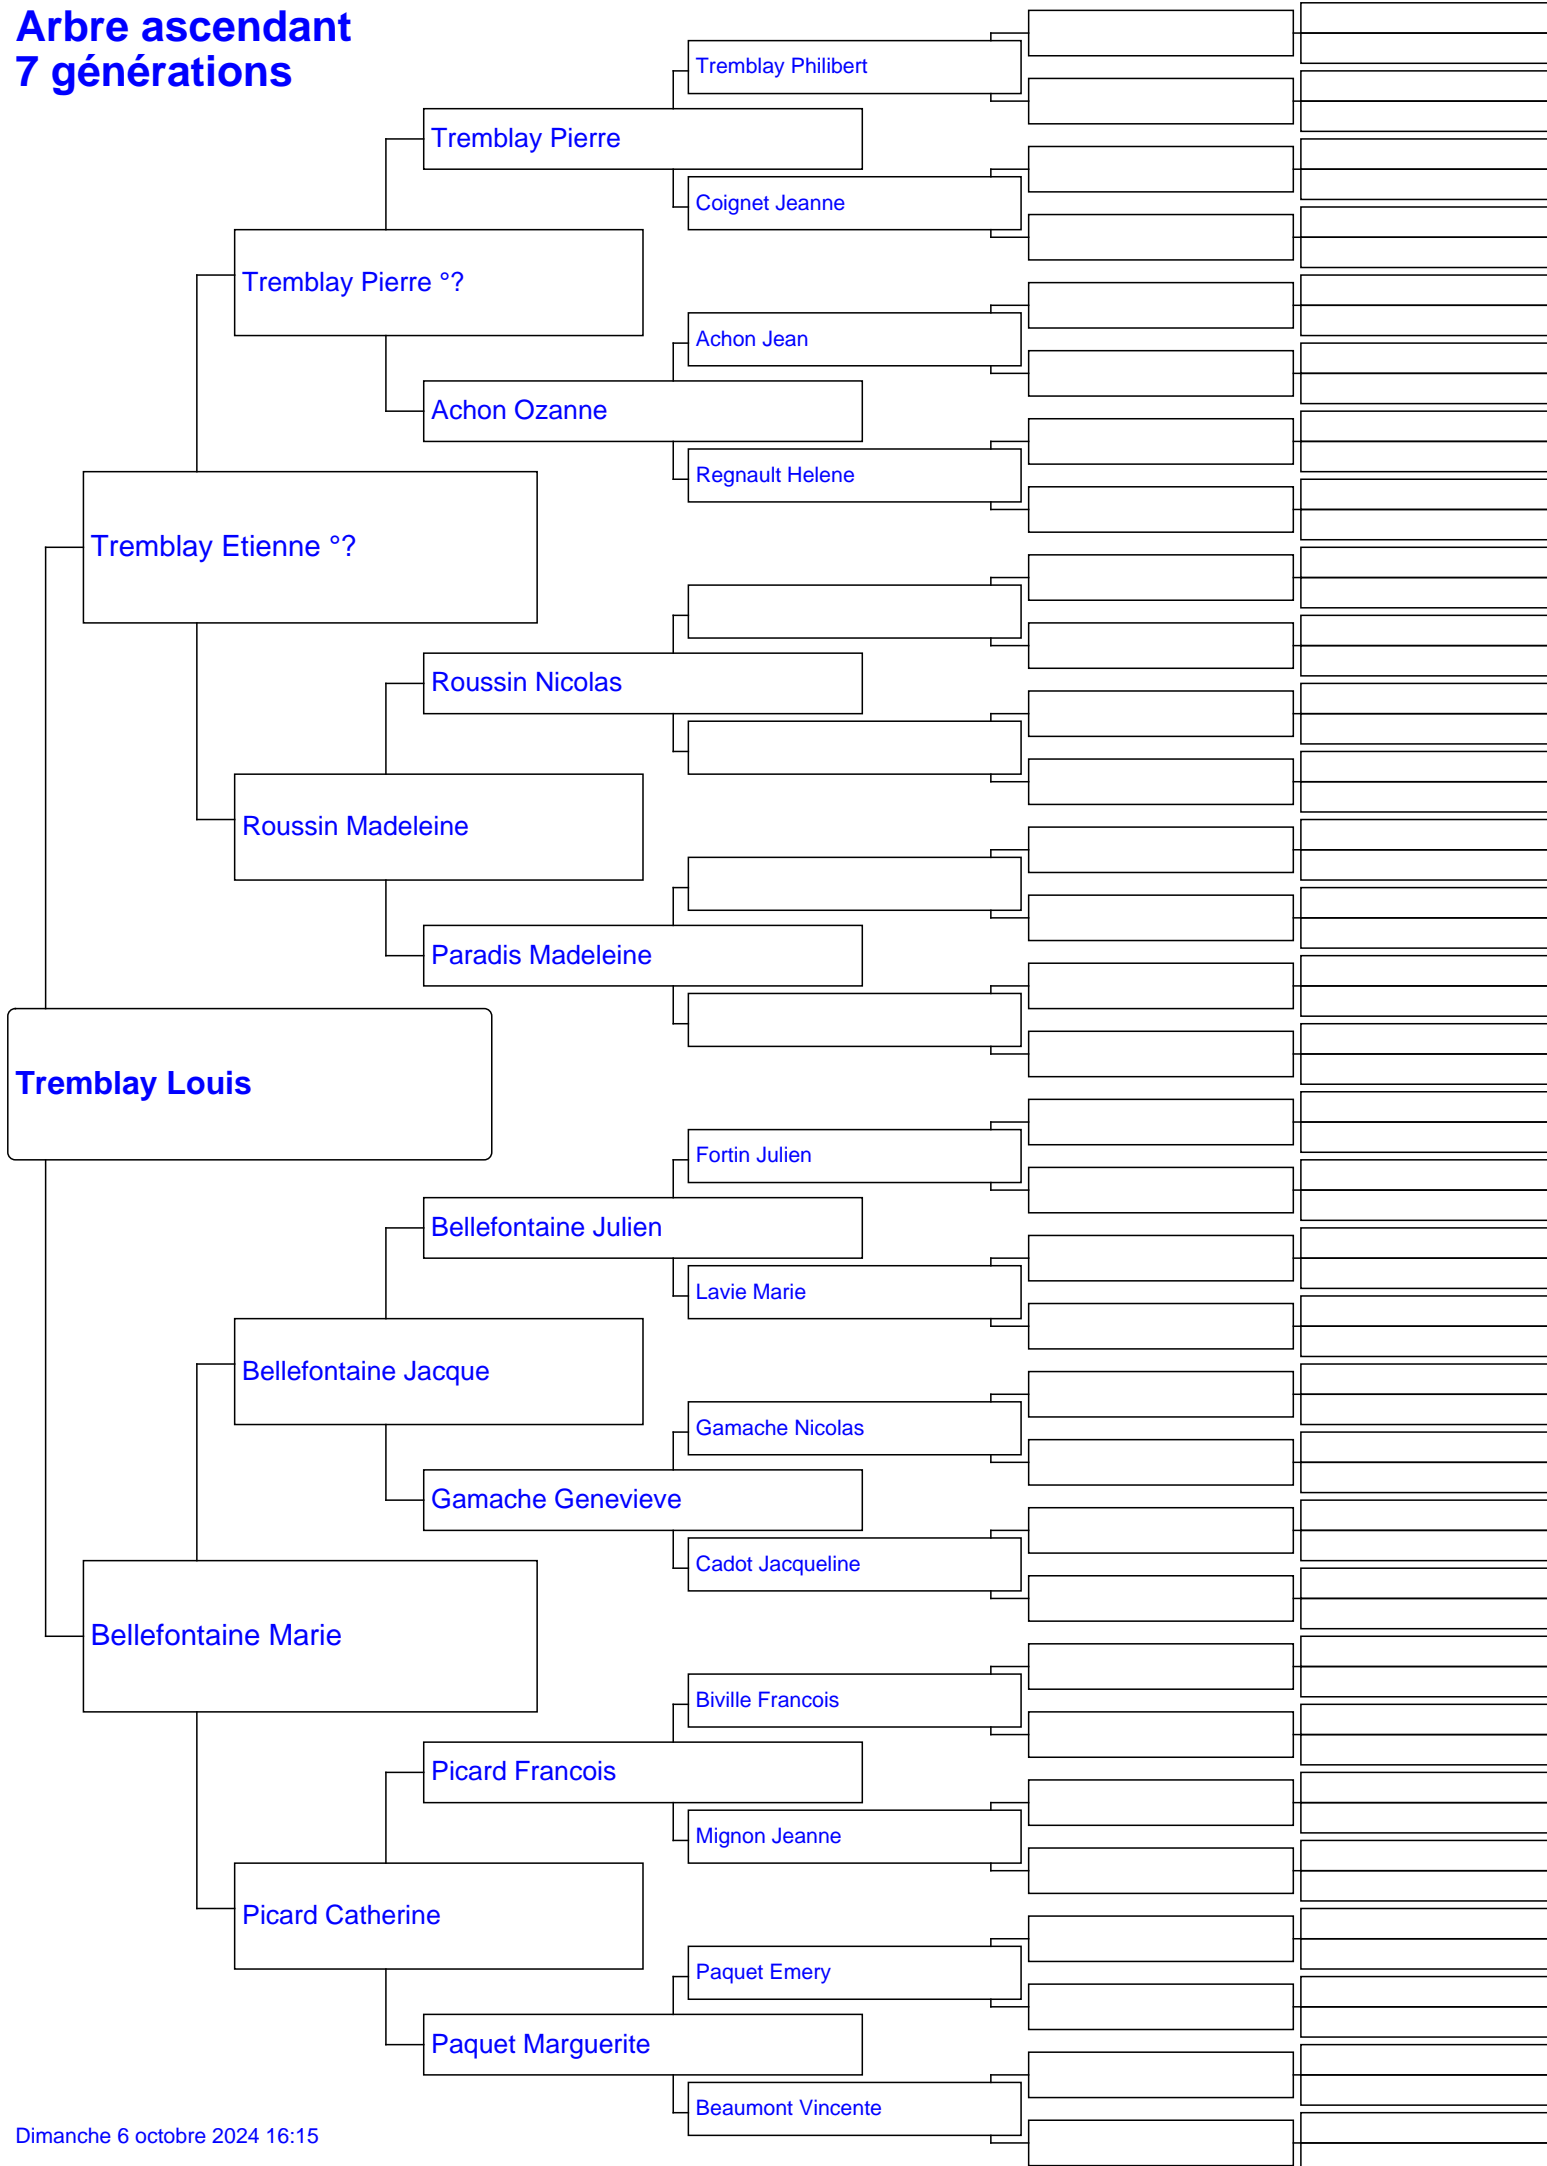 Arbre ascendant
7 générations
Tremblay Philibert
Tremblay Pierre
Coignet Jeanne
Tremblay Pierre °?
Achon Jean
Achon Ozanne
Regnault Helene
Tremblay Etienne °?
Roussin Nicolas
Roussin Madeleine
Paradis Madeleine
Tremblay Louis
Fortin Julien
Bellefontaine Julien
Lavie Marie
Bellefontaine Jacque
Gamache Nicolas
Gamache Genevieve
Cadot Jacqueline
Bellefontaine Marie
Biville Francois
Picard Francois
Mignon Jeanne
Picard Catherine
Paquet Emery
Paquet Marguerite
Beaumont Vincente
Dimanche 6 octobre 2024 16:15